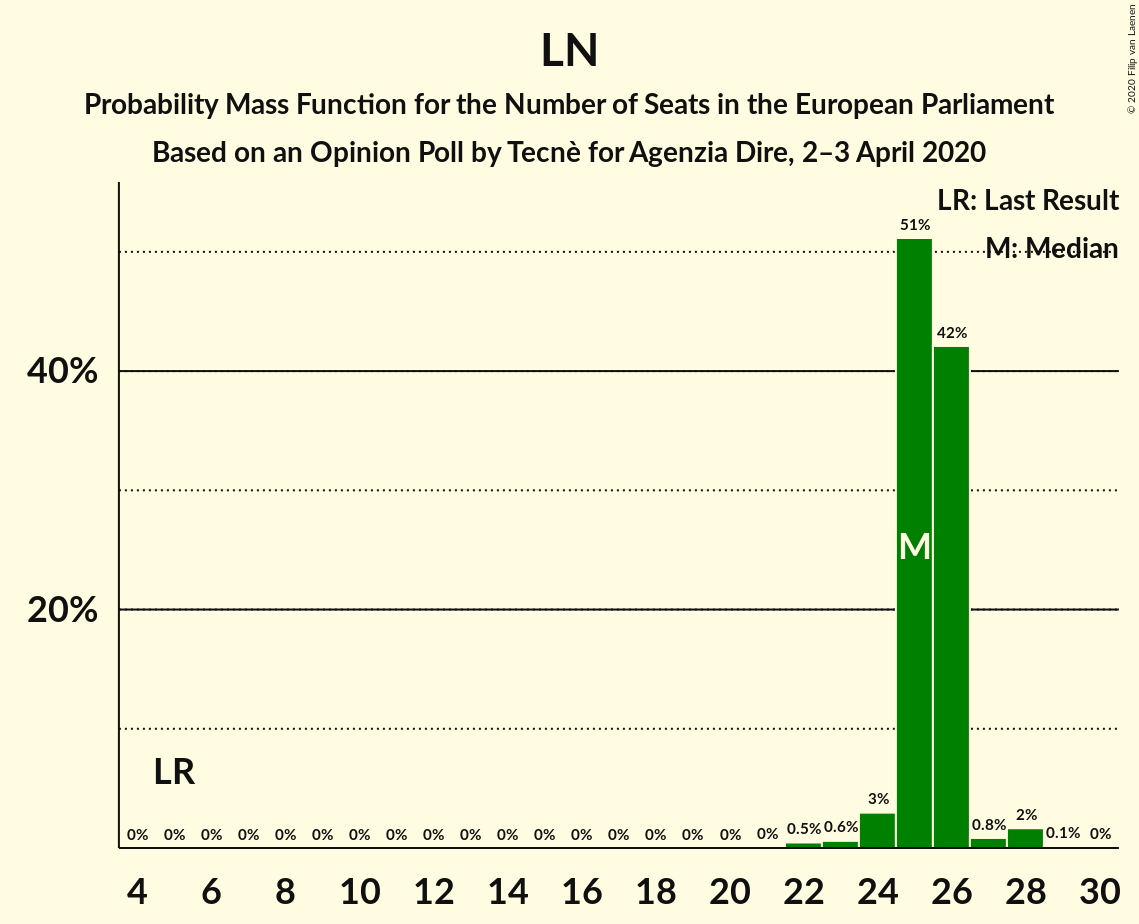 LN
Probability Mass Function for the Number of Seats in the European Parliament
Based on an Opinion Poll by Tecnè for Agenzia Dire, 2–3 April 2020
© 2020 Filip van Laenen
LR: Last Result
M: Median
51%
42%
40%
M
20%
LR
0% 0% 0% 0% 0% 0% 0% 0% 0% 0% 0% 0% 0% 0% 0% 0% 0% 0% 0.5% 0.6% 3% 0.8% 2% 0.1% 0%
4 6 8 10 12 14 16 18 20 22 24 26 28 30